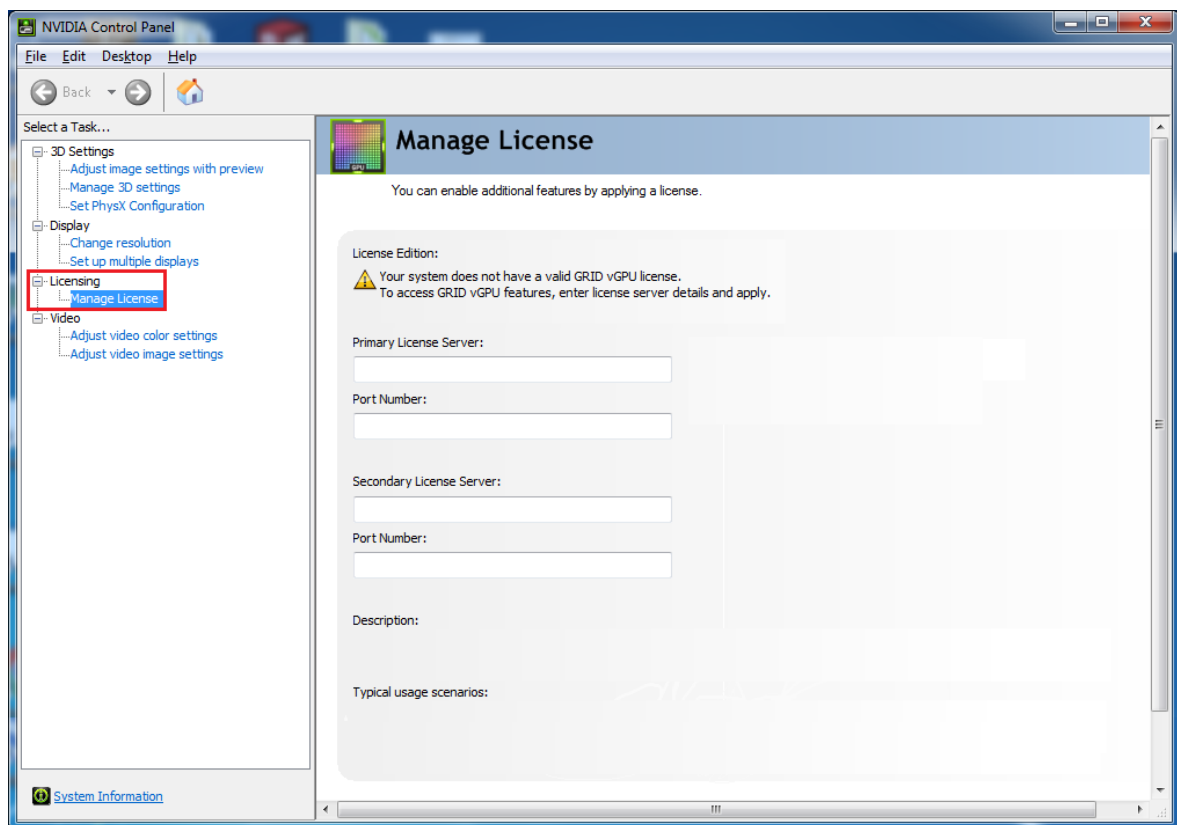 NVIDIA Control Panel
File Edit Desktop Help
Back
Select a Task...
3D Settings
Adjust image settings with preview
Manage 3D settings
Set PhysX Configuration
Display
Change resolution
Set up multiple displays
Licensing
Manage License
Video
Adjust video color settings
Adjust video image settings
System Information
GPU
Manage License
You can enable additional features by applying a license.
License Edition:
Your system does not have a valid GRID vGPU license.
To access GRID vGPU features, enter license server details and apply.
Primary License Server:
Port Number:
Secondary License Server:
Port Number:
Description:
Typical usage scenarios: